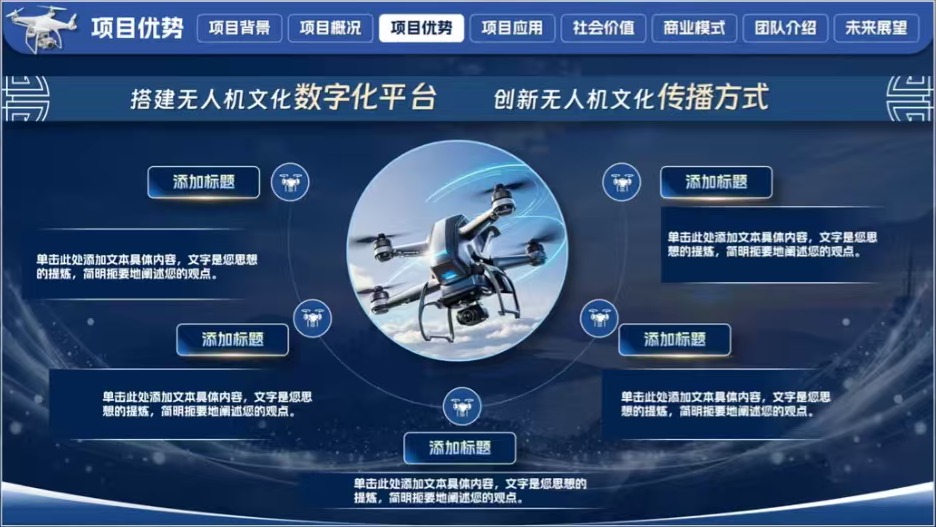 项目优势
项目背景
项目概况
项目优势
项目应用
社会价值
商业模式
团队介绍
未来展望
搭建无人机文化数字化平台
创新无人机文化传播方式
添加标题
单击此处添加文本具体内容，文字是您思想
的提炼，简明扼要地阐述您的观点。
添加标题
单击此处添加文本具体内容，文字是您思
想的提炼，简明扼要地阐述您的观点。
添加标题
单击此处添加文本具体内容，文字是您思
想的提炼，简明扼要地阐述您的观点。
添加标题
单击此处添加文本具体内容，文字是您思
想的提炼，简明扼要地阐述您的观点。
添加标题
单击此处添加文本具体内容，文字是您思想的
提炼，简明扼要地阐述您的观点。